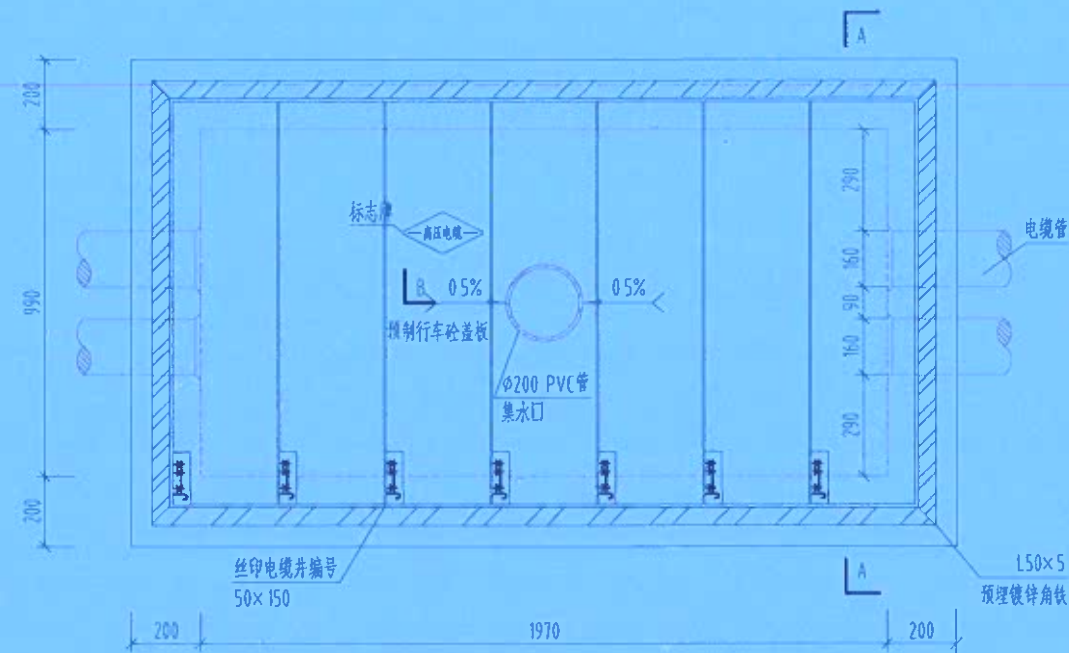 A
200
290
标志牌
高压电缆
电缆管
160
B
0.5%
0.5%
990
90
预制行车砼盖板
160
Ø200 PVC管
集水口
290
200
丝印电缆井编号
50×150
A
L50×5
预埋镀锌角铁
200
1970
200